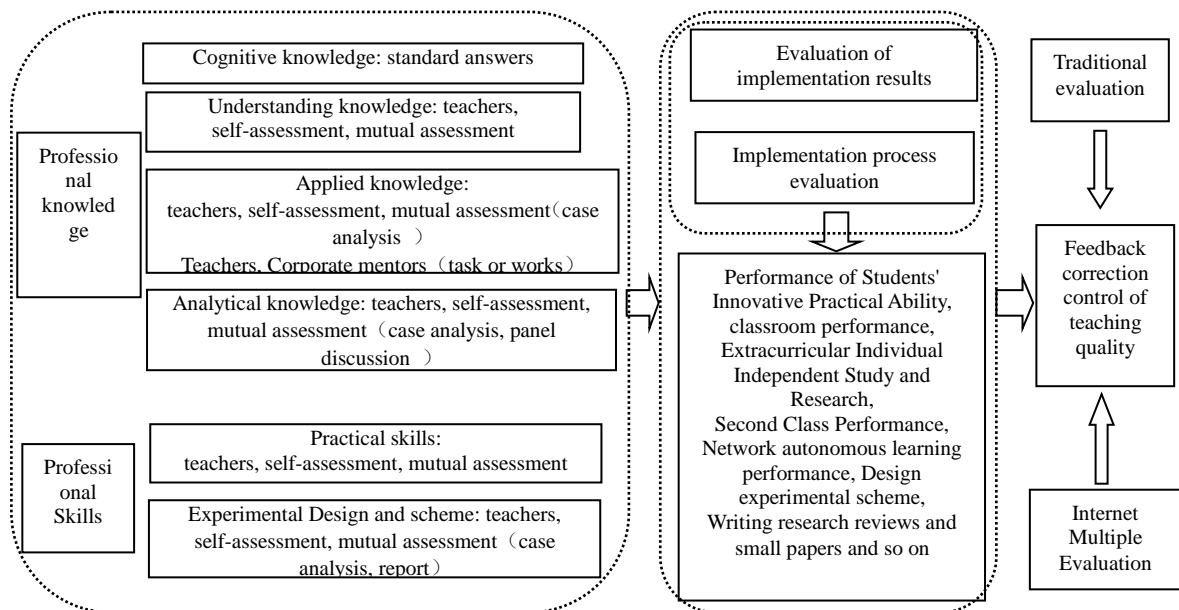 Cognitive knowledge: standard answers
Understanding knowledge: teachers,
self-assessment, mutual assessment
Professio
nal
knowled
ge
Applied knowledge:
teachers, self-assessment, mutual assessment（case
analysis ）
Teachers, Corporate mentors（task or works）
Analytical knowledge: teachers, self-assessment,
mutual assessment（case analysis, panel
discussion ）
Professi
onal
Skills
Practical skills:
teachers, self-assessment, mutual assessment
Experimental Design and scheme: teachers,
self-assessment, mutual assessment（case
analysis, report）
Evaluation of
implementation results
Implementation process
evaluation
Performance of Students'
Innovative Practical Ability,
classroom performance,
Extracurricular Individual
Independent Study and
Research,
Second Class Performance,
Network autonomous learning
performance, Design
experimental scheme,
Writing research reviews and
small papers and so on
Traditional
evaluation
Feedback
correction
control of
teaching
quality
Internet
Multiple
Evaluation